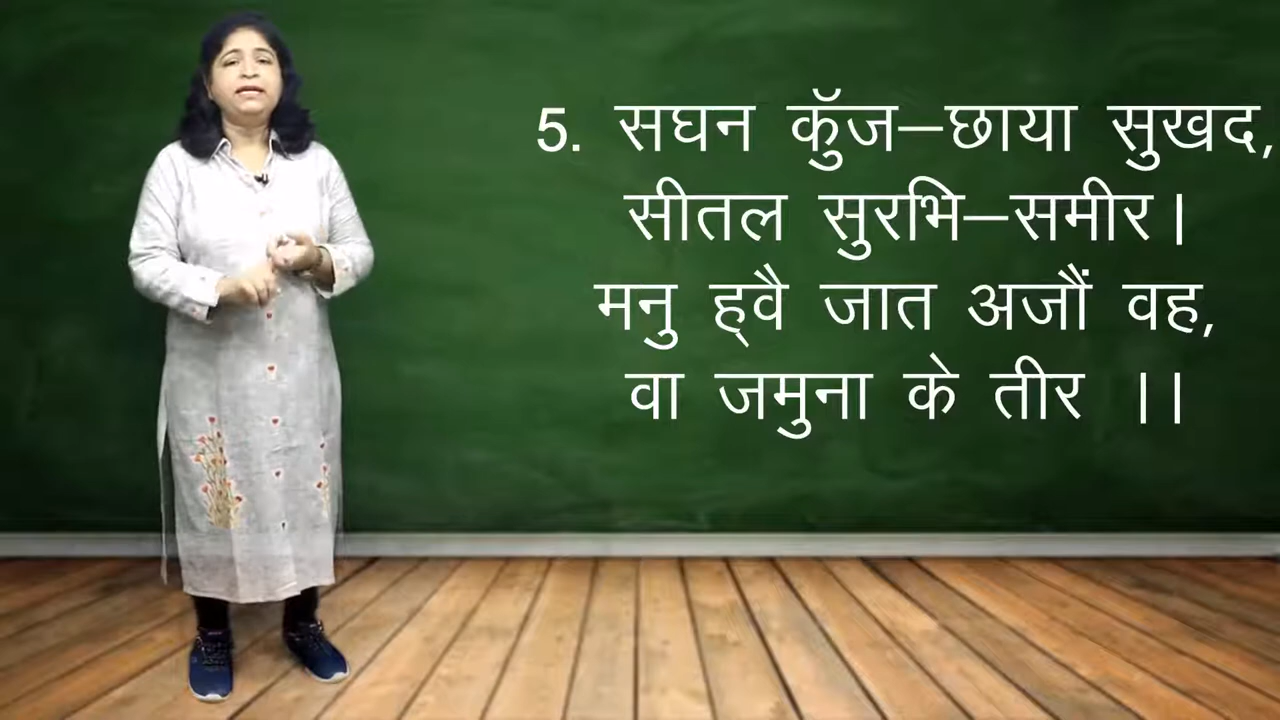 5. सघन कुॅंज–छाया सुखद,
सीतल सुरभि–समीर।
मनु ह्वै जात अजौं वह,
वा जमुना के तीर ।।